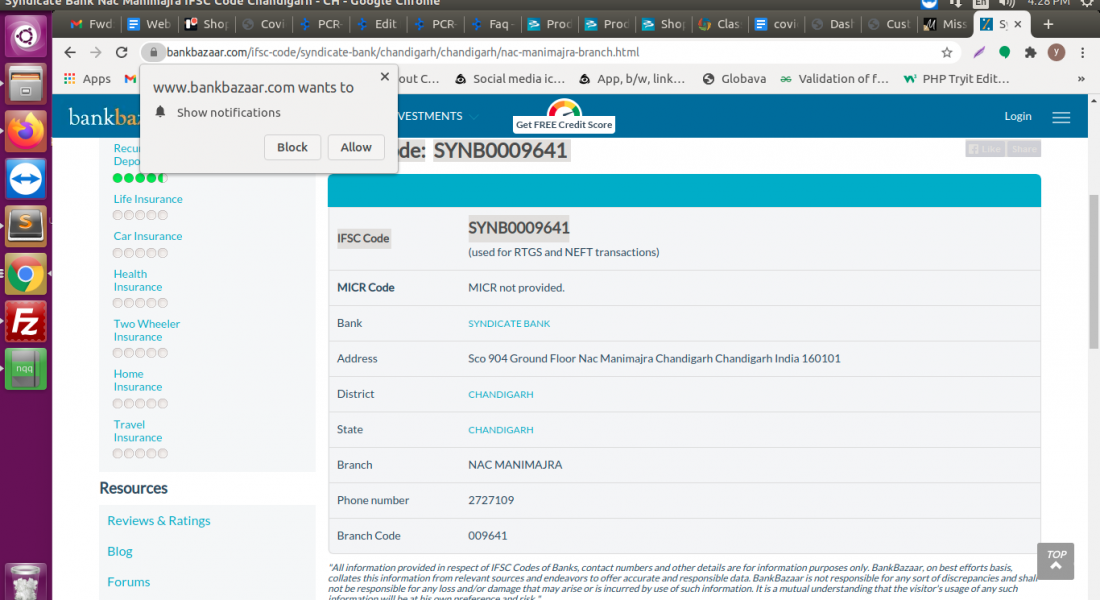 Syndicate Bank Nac Manimajra IFSC Code Chandigarh - CH - Google Chrome
4:28 PM
Fwd
Web
Shop
Covi
PCR-
Edit
PCR-
Faq -
Prod
Prod
Shop
Clas
covi
Dash
Cust
Miss
Sy
bankbazaar.com/ifsc-code/syndicate-bank/chandigarh/chandigarh/nac-manimajra-branch.html
y
Apps
out C...
Social media ic...
App, b/w, link...
Globava
Validation of f...
PHP Tryit Edit...
»
www.bankbazaar.com wants to
Show notifications
Block
Allow
bankba
VESTMENTS
Get FREE Credit Score
Login
de: SYNB0009641
Like
Share
Recu
Depo
Life Insurance
Car Insurance
Health
Insurance
Two Wheeler
Insurance
Home
Insurance
Travel
Insurance
Resources
Reviews & Ratings
Blog
Forums
IFSC Code
SYNB0009641
(used for RTGS and NEFT transactions)
MICR Code
MICR not provided.
Bank
SYNDICATE BANK
Address
Sco 904 Ground Floor Nac Manimajra Chandigarh Chandigarh India 160101
District
CHANDIGARH
State
CHANDIGARH
Branch
NAC MANIMAJRA
Phone number
2727109
Branch Code
009641
TOP
"All information provided in respect of IFSC Codes of Banks, contact numbers and other details are for information purposes only. BankBazaar, on best efforts basis,
collates this information from relevant sources and endeavors to offer accurate and responsible data. BankBazaar is not responsible for any sort of discrepancies and shall
not be responsible for any loss and/or damage that may arise or is incurred by use of such information. It is a mutual understanding that the visitor's usage of any such
information will be at his own preference and risk."